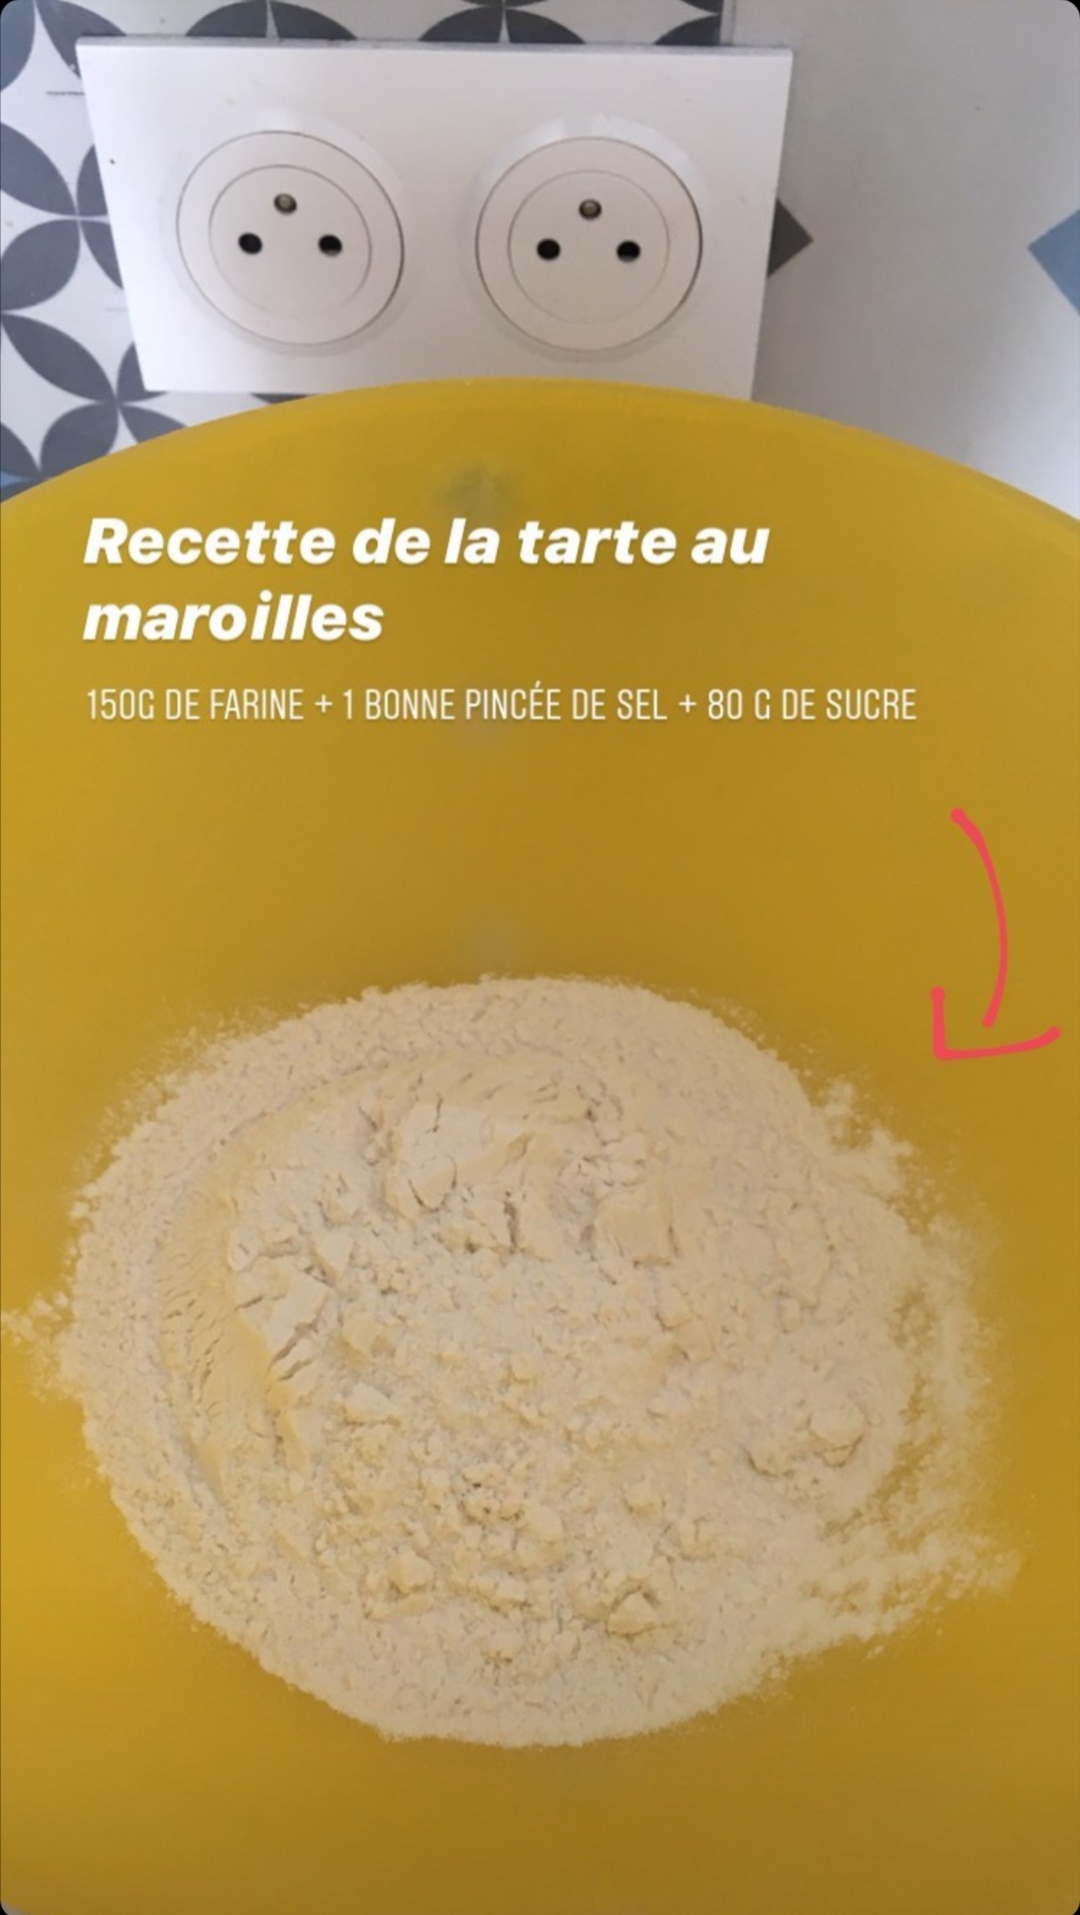 Recette de la tarte au
maroilles
150G DE FARINE + 1 BONNE PINCÉE DE SEL + 80 G DE SUCRE